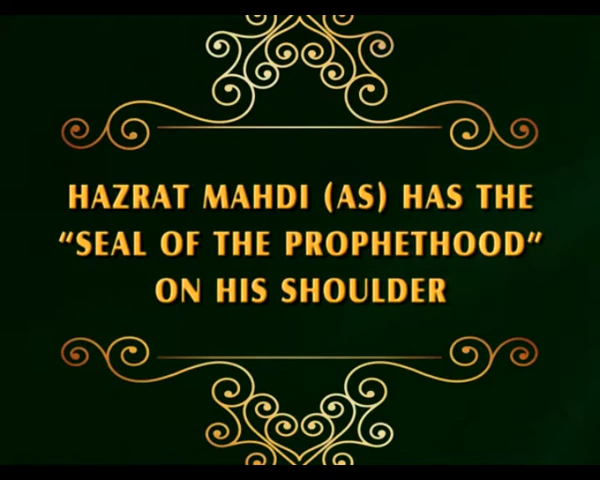 HAZRAT MAHDI (AS) HAS THE
“SEAL OF THE PROPHETHOOD”
ON HIS SHOULDER